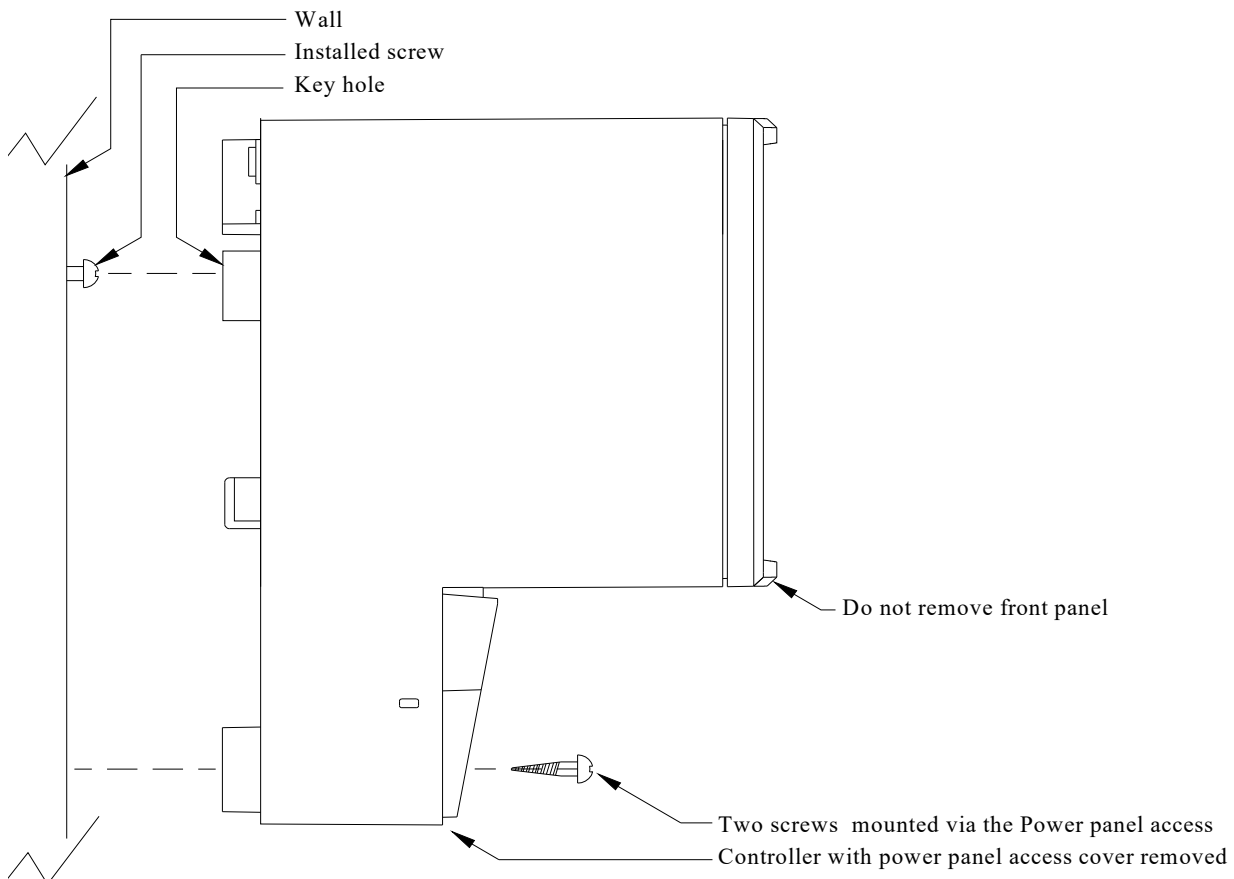 Wall
Installed screw
Key hole
Do not remove front panel
Two screws mounted via the Power panel access
Controller with power panel access cover removed